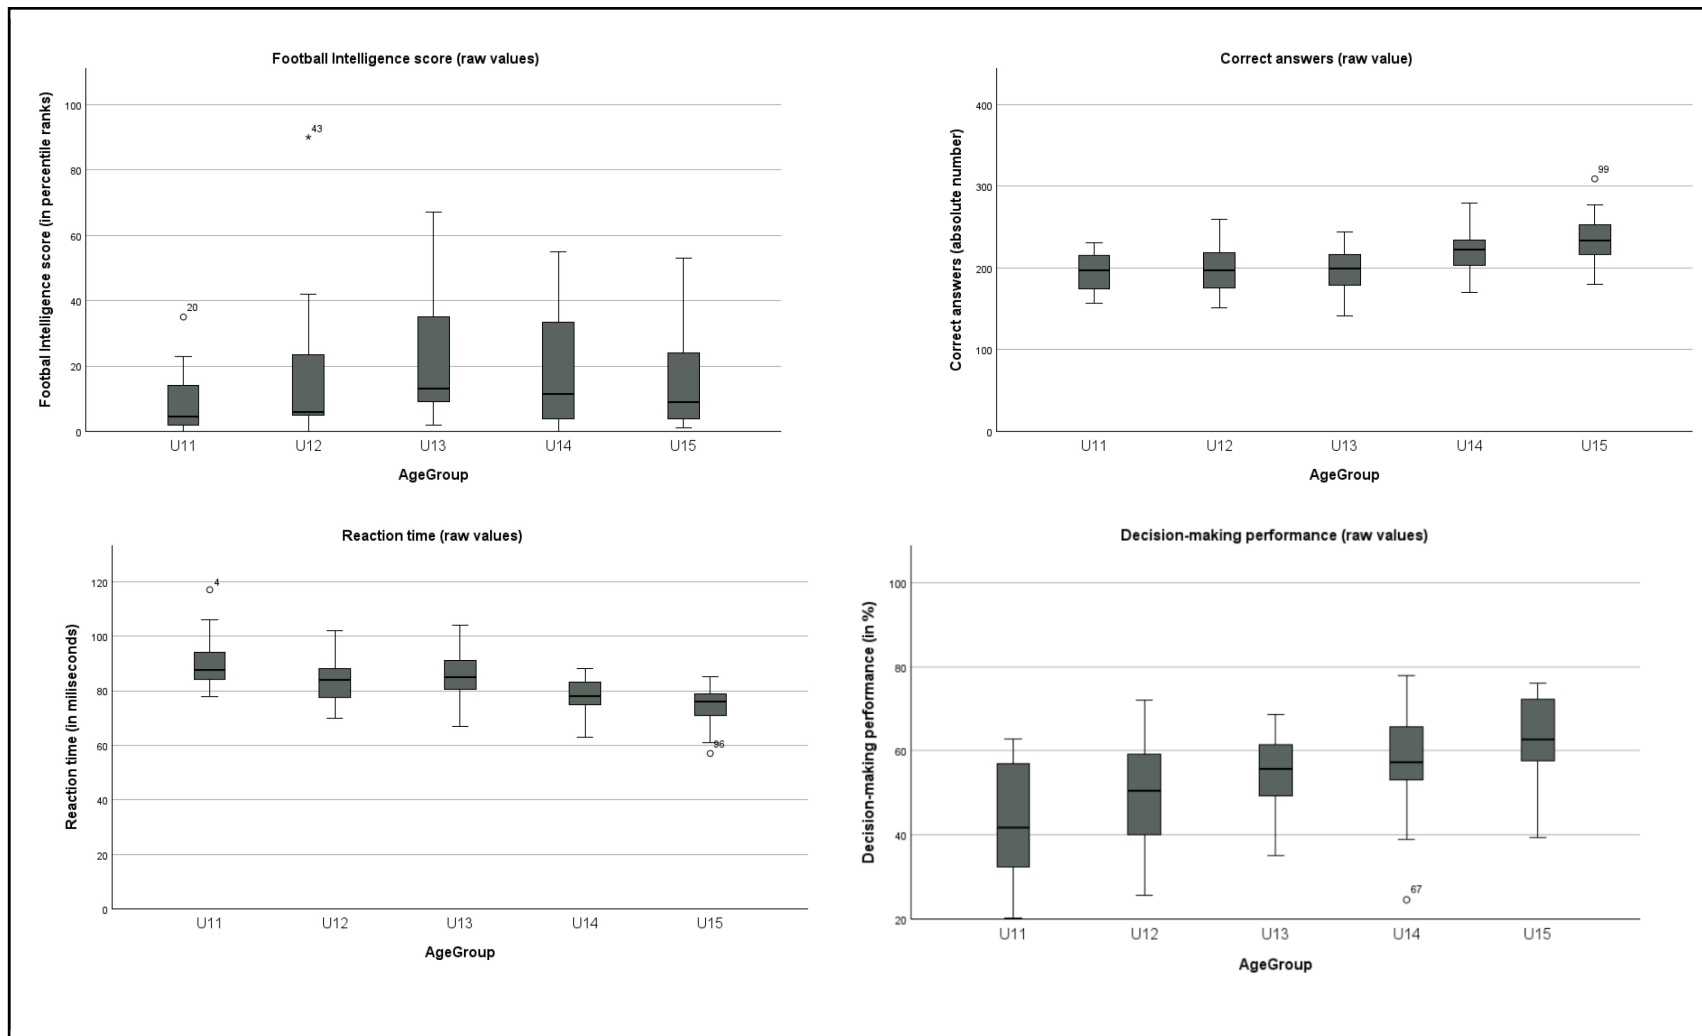 Football Intelligence score (raw values)
Footbal Intelligence score (in percentile ranks)
100
80
60
40
20
0
43
20
U11 U12 U13 U14 U15
AgeGroup
Correct answers (raw value)
Correct answers (absolute number)
400
300
200
100
0
99
U11 U12 U13 U14 U15
AgeGroup
Reaction time (raw values)
Reaction time (in miliseconds)
120
100
80
60
40
20
0
4
96
U11 U12 U13 U14 U15
AgeGroup
Decision-making performance (raw values)
Decision-making performance (in %)
100
80
60
40
20
67
U11 U12 U13 U14 U15
AgeGroup